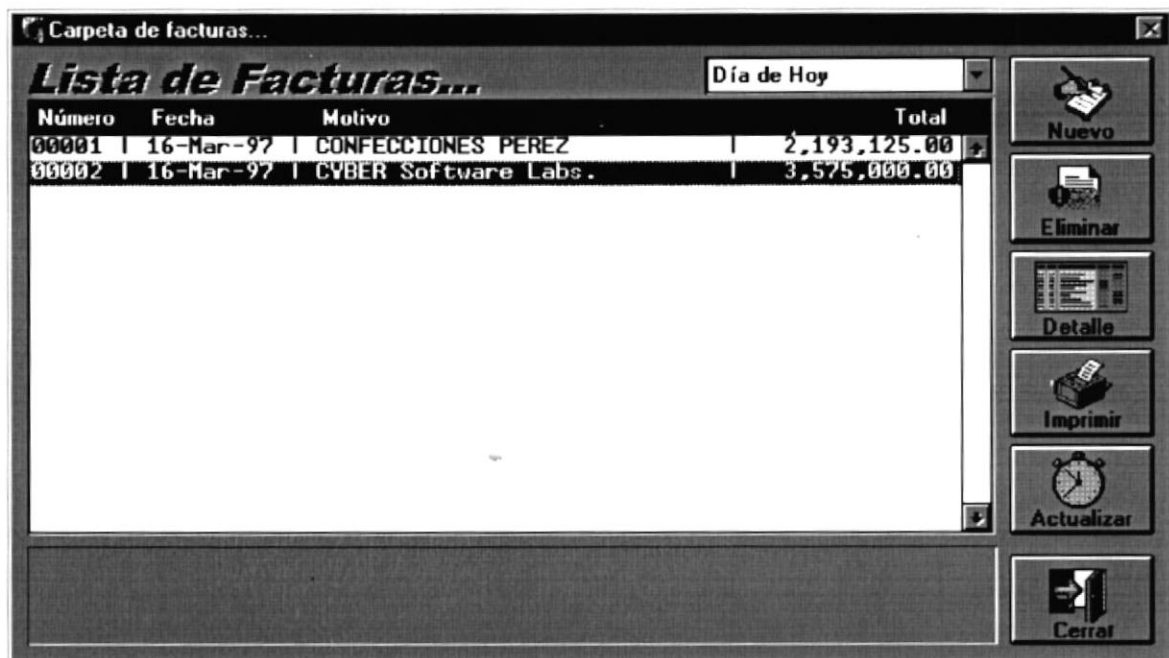 Carpeta de facturas...
Lista de Facturas...
Día de Hoy
Número Fecha Motivo Total
00001 | 16-Mar-97 | CONFECCIONES PEREZ | 2,193,125.00
00002 | 16-Mar-97 | CYBER Software Labs. | 3,575,000.00
Nuevo
Eliminar
Detalle
Imprimir
Actualizar
Cerrar